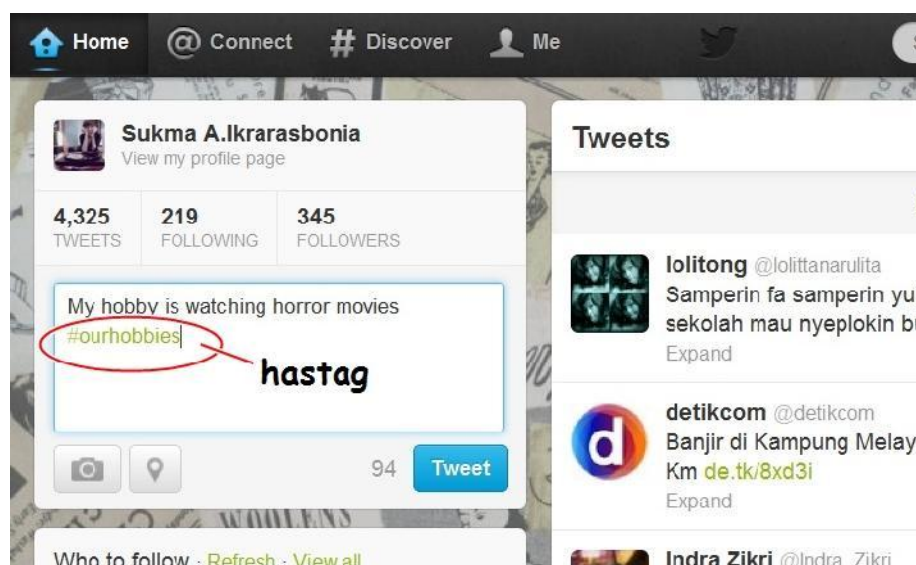 Home @ Connect # Discover Me
Sukma A.Ikrarasbonia
View my profile page
4,325 219 345
TWEETS FOLLOWING FOLLOWERS
My hobby is watching horror movies
#ourhobbies
hastag
94 Tweet
Who to follow · Refresh · View all
Tweets
lolitong @lolittanarulita
Samperin fa samperin yu
sekolah mau nyeplokin b
Expand
d
detikcom @detikcom
Banjir di Kampung Melay
Km de.tk/8xd3i
Expand
Indra Zikri @Indra_Zikri
WOOLENS